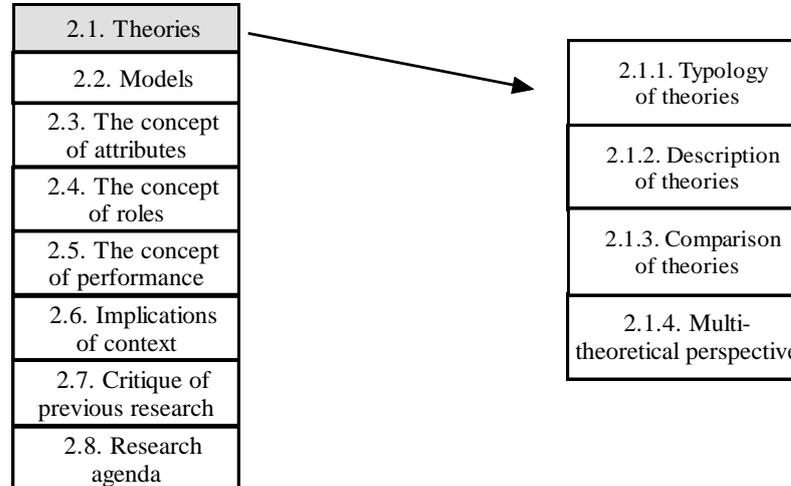 2.1. Theories
2.2. Models
2.3. The concept
of attributes
2.4. The concept
of roles
2.5. The concept
of performance
2.6. Implications
of context
2.7. Critique of
previous research
2.8. Research
agenda
2.1.1. Typology
of theories
2.1.2. Description
of theories
2.1.3. Comparison
of theories
2.1.4. Multi-
theoretical perspective